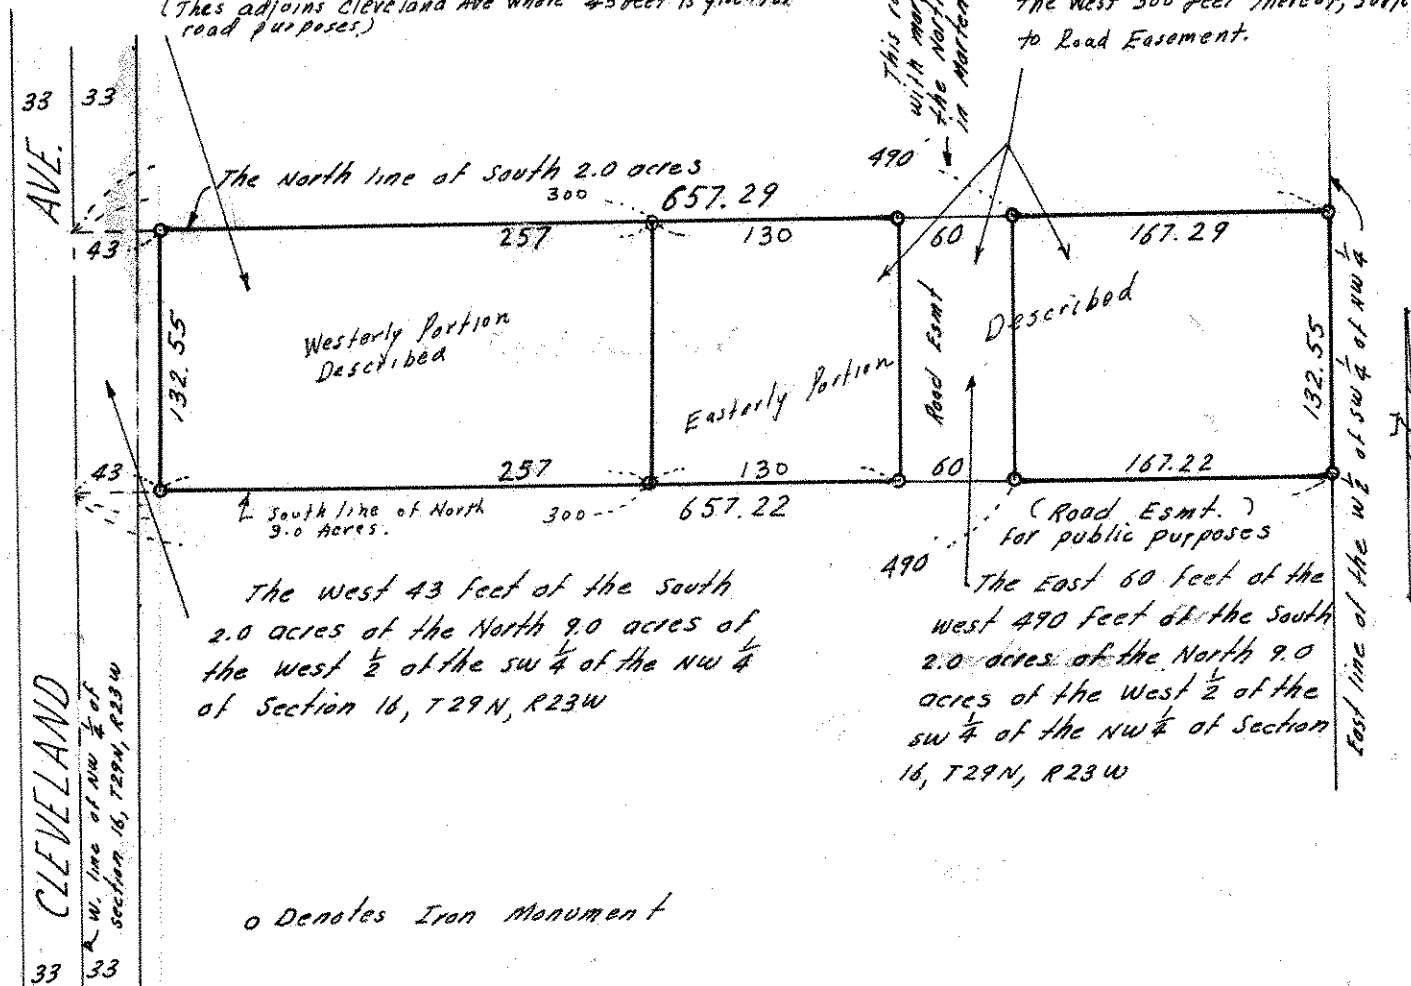 (Thes adjoins Cleveland Ave where 43 feet is
road purposes)
This
with
the
in
The West 300 feet thereof,
to Road Easement.
33 33
AVE.
490
The North line of South 2.0 acres
300 657.29
43 257 130 60 167.29
132.55
Westerly Portion
Described
Easterly Portion
Road Esmt
Described
132.55
43 257 130 60 167.22
South line of North
9.0 Acres.
300 657.22
490
(Road Esmt.)
for public purposes
The West 43 feet of the South
2.0 acres of the North 9.0 acres of
the West ½ of the SW ¼ of the NW ¼
of Section 16, T29N, R23W
The East 60 feet of the
West 490 feet of the South
2.0 acres of the North 9.0
acres of the West ½ of the
SW ¼ of the NW ¼ of Section
16, T29N, R23W
East line of the W½ of SW ¼ of NW ¼
CLEVELAND
W. line of NW ¼ of
Section 16, T29N, R23W
o Denotes Iron Monument
33 33